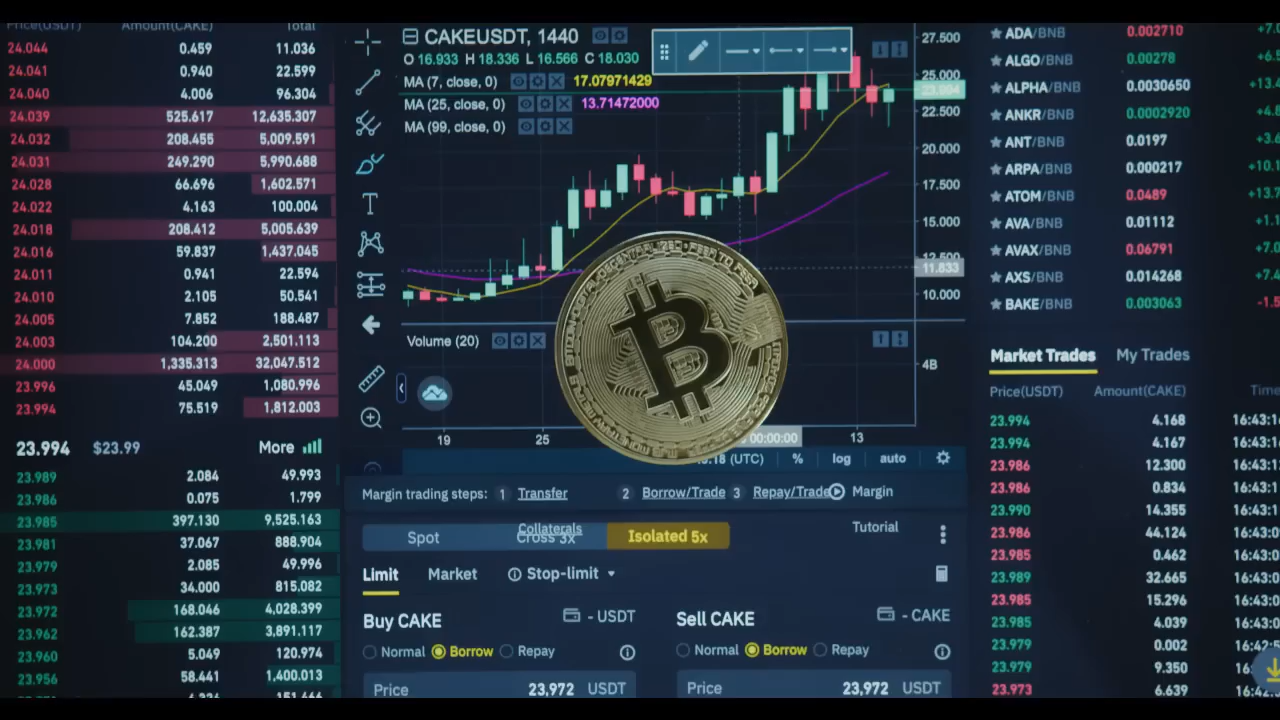 Price(USDT) Amount(CAKE) Total
24.044 0.459 11.036
24.041 0.940 22.599
24.040 4.006 96.304
24.039 525.617 12,635.307
24.032 208.455 5,009.591
24.031 249.290 5,990.688
24.028 66.696 1,602.571
24.022 4.163 100.004
24.018 208.412 5,005.639
24.016 59.837 1,437.045
24.011 0.941 22.594
24.010 2.105 50.541
24.005 7.852 188.487
24.003 104.200 2,501.113
24.000 1,335.313 32,047.512
23.996 45.049 1,080.996
23.994 75.519 1,812.003
23.994 $23.99 More
23.989 2.084 49.993
23.986 0.075 1.799
23.985 397.130 9,525.163
23.981 37.067 888.904
23.979 2.085 49.996
23.973 34.000 815.082
23.972 168.046 4,028.399
23.962 162.387 3,891.117
23.960 5.049 120.974
23.956 58.441 1,400.013
CAKEUSDT, 1440
O 16.933 H 18.336 L 16.566 C 18.030
MA (7, close, 0) 17.07971429
MA (25, close, 0) 13.71472000
MA (99, close, 0)
27.500
25.000
23.994
22.500
20.000
17.500
15.000
12.500
11.833
10.000
Volume (20)
4B
19 25 00:00:00 13
(UTC) % log auto
Margin trading steps: 1 Transfer 2 Borrow/Trade 3 Repay/Trade Margin
Collaterals Tutorial
Spot Cross 3x Isolated 5x
Limit Market Stop-limit
Buy CAKE - USDT Sell CAKE - CAKE
Normal Borrow Repay Normal Borrow Repay
Price 23,972 USDT Price 23,972 USDT
ADA/BNB 0.002710
ALGO/BNB 0.00278
ALPHA/BNB 0.0030650
ANKR/BNB 0.0002920
ANT/BNB 0.0197
ARPA/BNB 0.000217
ATOM/BNB 0.0489
AVA/BNB 0.01112
AVAX/BNB 0.06791
AXS/BNB 0.014268
BAKE/BNB 0.003063
Market Trades My Trades
Price(USDT) Amount(CAKE) Time
23.994 4.168
23.994 4.167
23.986 12.300
23.986 0.834
23.990 14.355
23.986 44.124
23.985 0.462
23.989 32.665
23.985 15.296
23.985 4.039
23.979 0.002
23.979 9.350
23.973 6.639